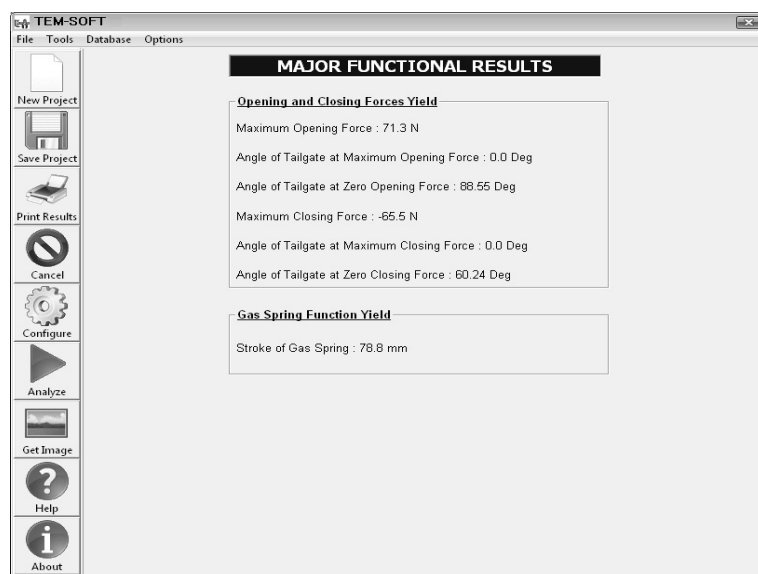 TEM-SOFT
File Tools Database Options
MAJOR FUNCTIONAL RESULTS
New Project
Save Project
Print Results
Cancel
Configure
Analyze
Get Image
Help
About
Opening and Closing Forces Yield
Maximum Opening Force : 71.3 N
Angle of Tailgate at Maximum Opening Force : 0.0 Deg
Angle of Tailgate at Zero Opening Force : 88.55 Deg
Maximum Closing Force : -65.5 N
Angle of Tailgate at Maximum Closing Force : 0.0 Deg
Angle of Tailgate at Zero Closing Force : 60.24 Deg
Gas Spring Function Yield
Stroke of Gas Spring : 78.8 mm